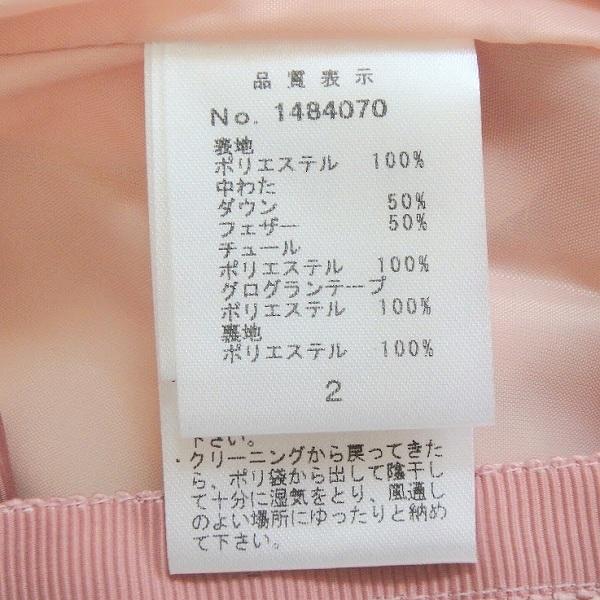 品質表示
No. 1484070
表地
ポリエステル 100%
中わた
ダウン 50%
フェザー 50%
チュール
ポリエステル 100%
グログランテープ
ポリエステル 100%
裏地
ポリエステル 100%
2
下さい。
・クリーニングから戻ってきた
ら、ポリ袋から出して陰干し
して十分に湿気をとり、風通し
のよい場所にゆったりと納め
て下さい。